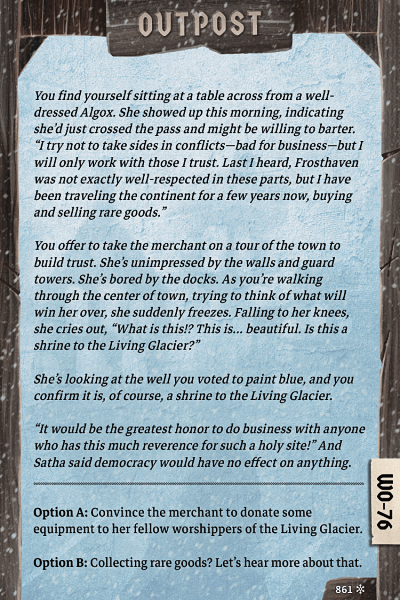 OUTPOST
You find yourself sitting at a table across from a well-
dressed Algox. She showed up this morning, indicating
she’d just crossed the pass and might be willing to barter.
“I try not to take sides in conflicts—bad for business—but I
will only work with those I trust. Last I heard, Frosthaven
was not exactly well-respected in these parts, but I have
been traveling the continent for a few years now, buying
and selling rare goods.”
You offer to take the merchant on a tour of the town to
build trust. She’s unimpressed by the walls and guard
towers. She’s bored by the docks. As you’re walking
through the center of town, trying to think of what will
win her over, she suddenly freezes. Falling to her knees,
she cries out, “What is this!? This is... beautiful. Is this a
shrine to the Living Glacier?”
She’s looking at the well you voted to paint blue, and you
confirm it is, of course, a shrine to the Living Glacier.
“It would be the greatest honor to do business with anyone
who has this much reverence for such a holy site!” And
Satha said democracy would have no effect on anything.
Option A: Convince the merchant to donate some
equipment to her fellow worshippers of the Living Glacier.
Option B: Collecting rare goods? Let’s hear more about that.
WO-76
861